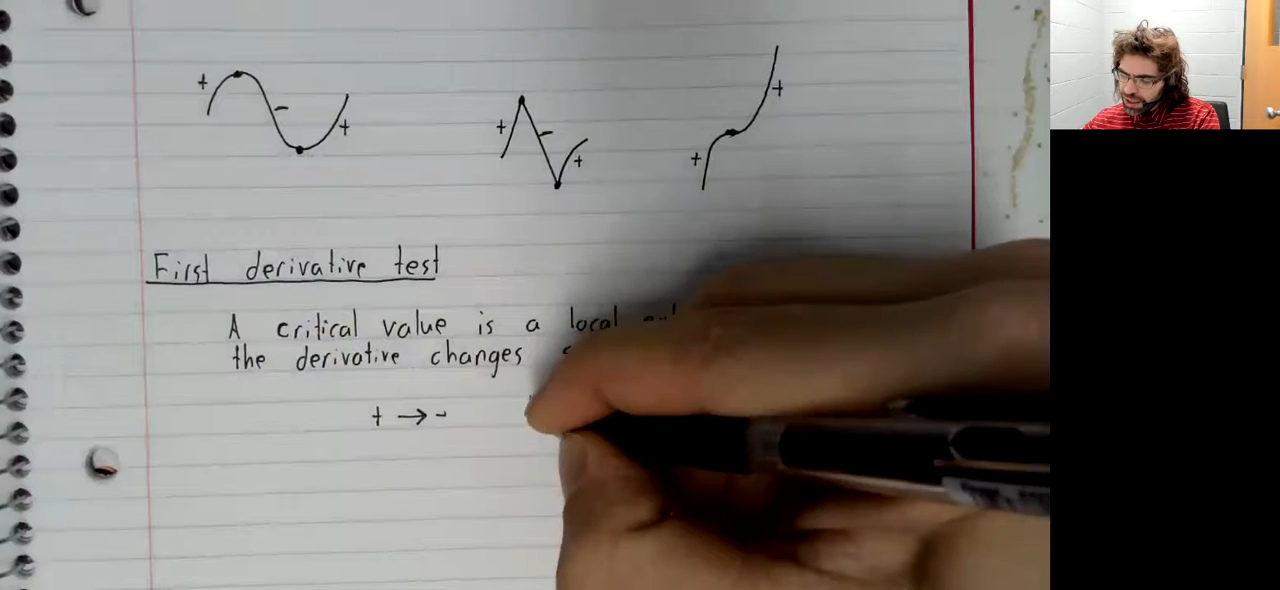 + - +
+ - +
+ +
First derivative test
A critical value is a local
the derivative changes
+ → -